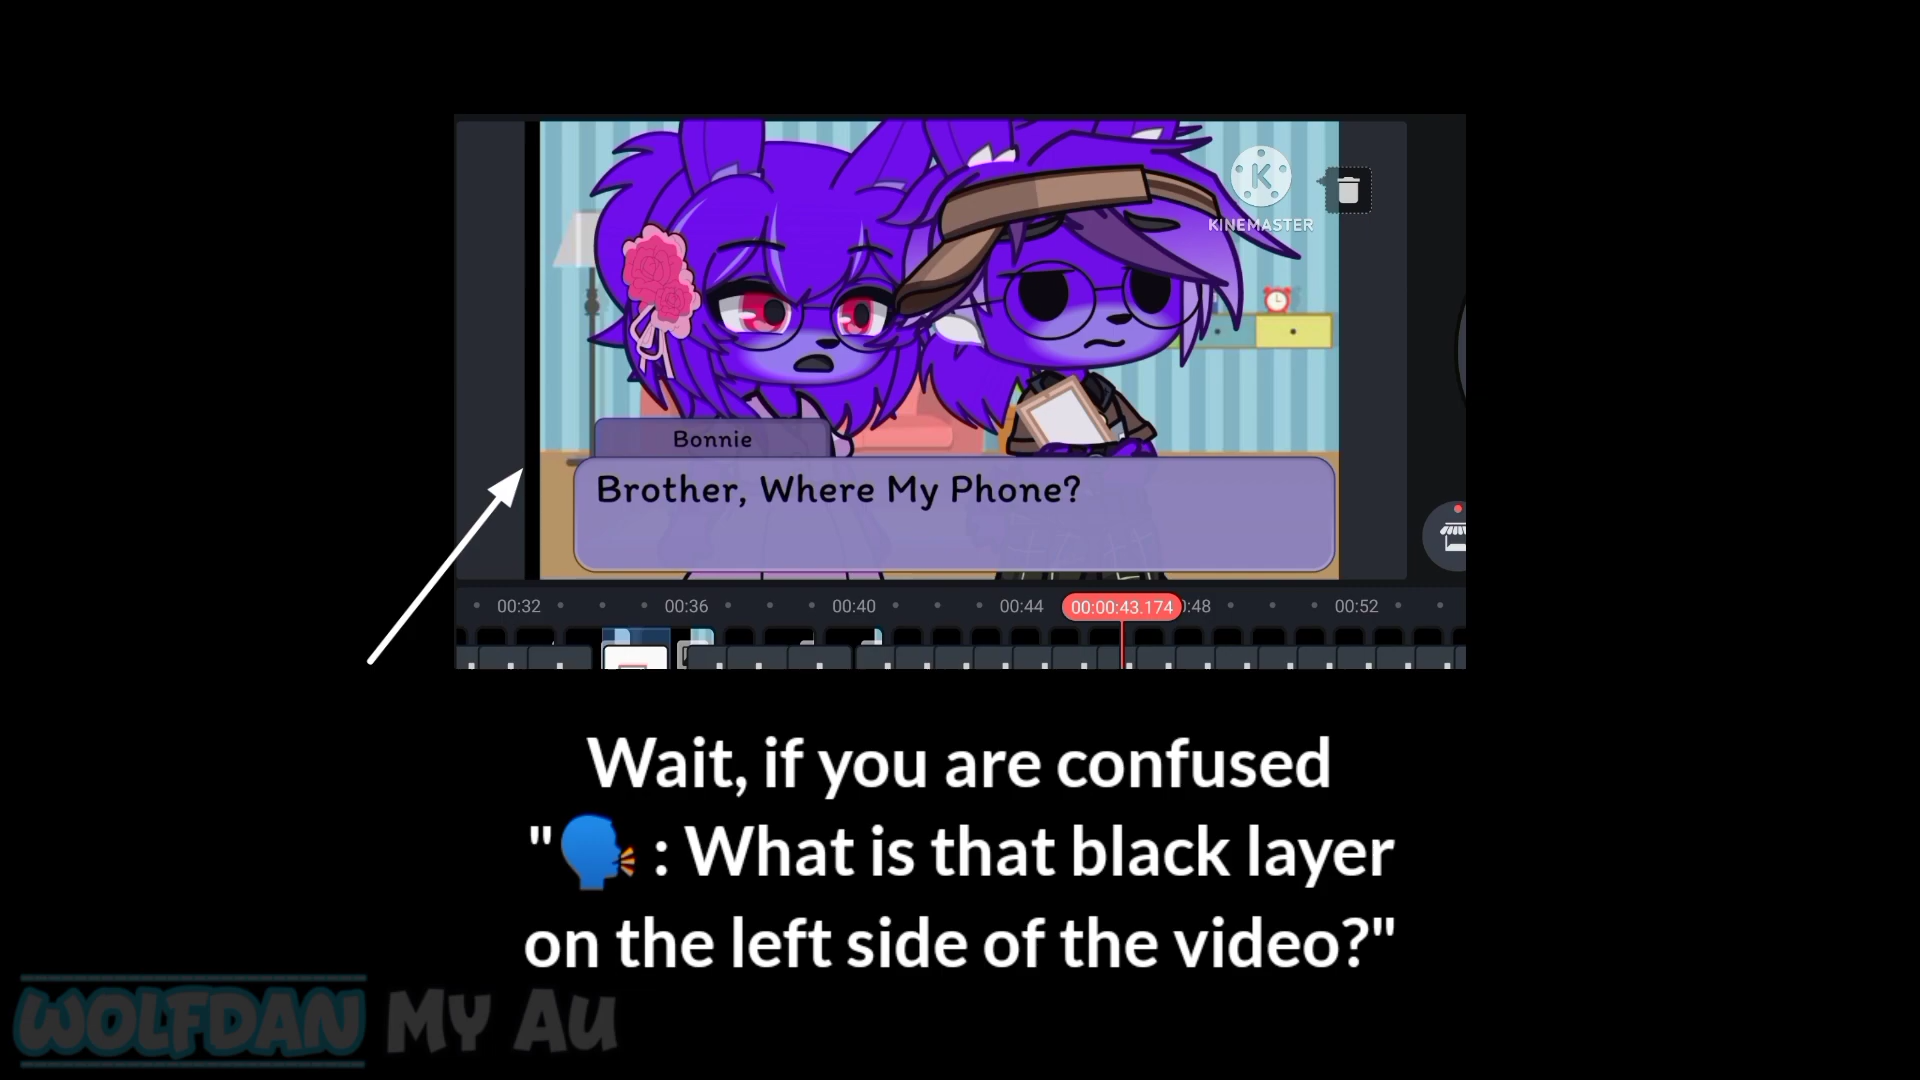 K
KINEMASTER
Bonnie
Brother, Where My Phone?
00:32
00:36
00:40
00:44
00:00:43.174
:48
00:52
Wait, if you are confused
"🗣️ : What is that black layer
on the left side of the video?"
WOLFDAN MY AU